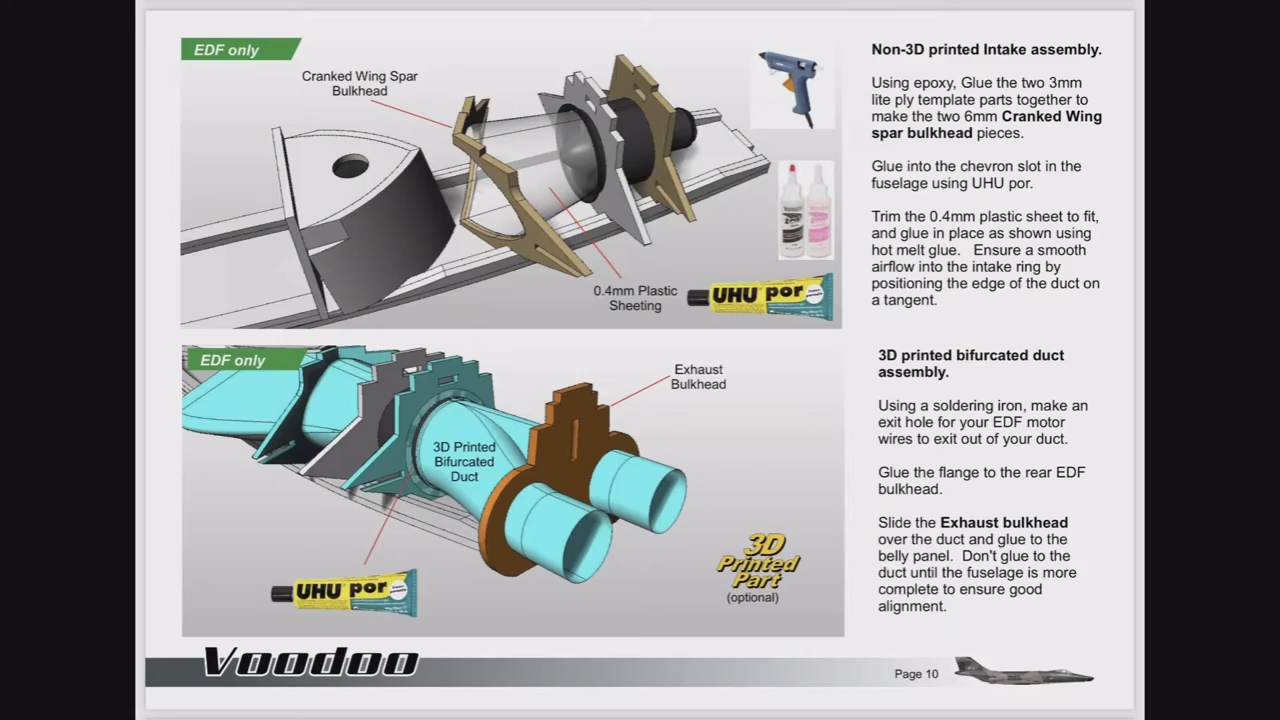 EDF only
Cranked Wing Spar
Bulkhead
0.4mm Plastic
Sheeting
UHU por
Non-3D printed Intake assembly.
Using epoxy, Glue the two 3mm
lite ply template parts together to
make the two 6mm Cranked Wing
spar bulkhead pieces.
Glue into the chevron slot in the
fuselage using UHU por.
Trim the 0.4mm plastic sheet to fit,
and glue in place as shown using
hot melt glue.   Ensure a smooth
airflow into the intake ring by
positioning the edge of the duct on
a tangent.
EDF only
Exhaust
Bulkhead
3D Printed
Bifurcated
Duct
UHU por
3D
Printed
Part
(optional)
3D printed bifurcated duct
assembly.
Using a soldering iron, make an
exit hole for your EDF motor
wires to exit out of your duct.
Glue the flange to the rear EDF
bulkhead.
Slide the Exhaust bulkhead
over the duct and glue to the
belly panel.  Don't glue to the
duct until the fuselage is more
complete to ensure good
alignment.
Voodoo
Page 10